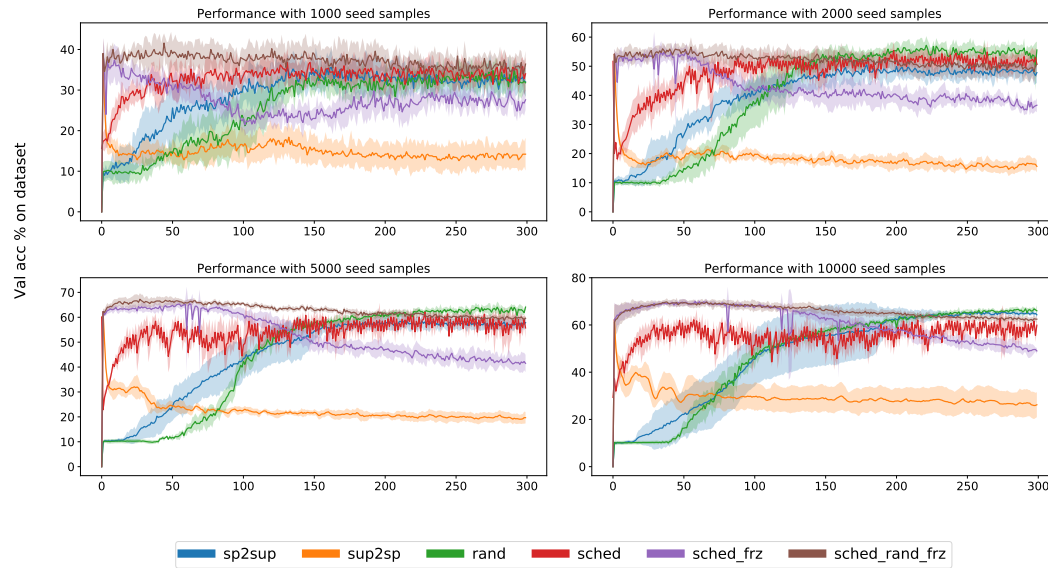 Performance with 1000 seed samples
Performance with 2000 seed samples
Val acc % on dataset
40
30
20
10
0
0 50 100 150 200 250 300
60
50
40
30
20
10
0
0 50 100 150 200 250 300
Performance with 5000 seed samples
Performance with 10000 seed samples
70
60
50
40
30
20
10
0
0 50 100 150 200 250 300
80
60
40
20
0
0 50 100 150 200 250 300
sp2sup sup2sp rand sched sched_frz sched_rand_frz